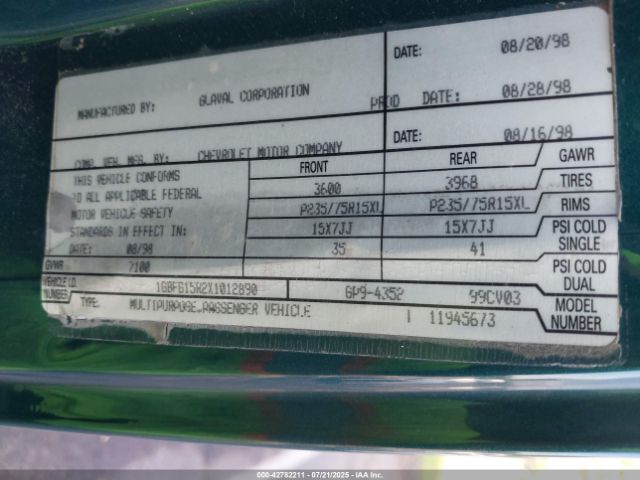 MANUFACTURED BY: GLAVAL CORPORATION DATE: 08/20/98
PROD DATE: 08/28/98
COMP. VEH. MFG. BY: CHEVROLET MOTOR COMPANY DATE: 08/16/98
THIS VEHICLE CONFORMS FRONT REAR GAWR
TO ALL APPLICABLE FEDERAL 3600 3968 TIRES
MOTOR VEHICLE SAFETY P235/75R15XL P235/75R15XL RIMS
STANDARDS IN EFFECT IN: 15X7JJ 15X7JJ PSI COLD SINGLE
DATE: 08/98 35 41
GVWR 7100 PSI COLD DUAL
VEHICLE I.D. NUMBER 1GBFG15R2X1012890 GP9-4352 99CV03 MODEL NUMBER
TYPE: MULTIPURPOSE PASSENGER VEHICLE 11945673
000-42782211 - 07/21/2025 - IAA, Inc.